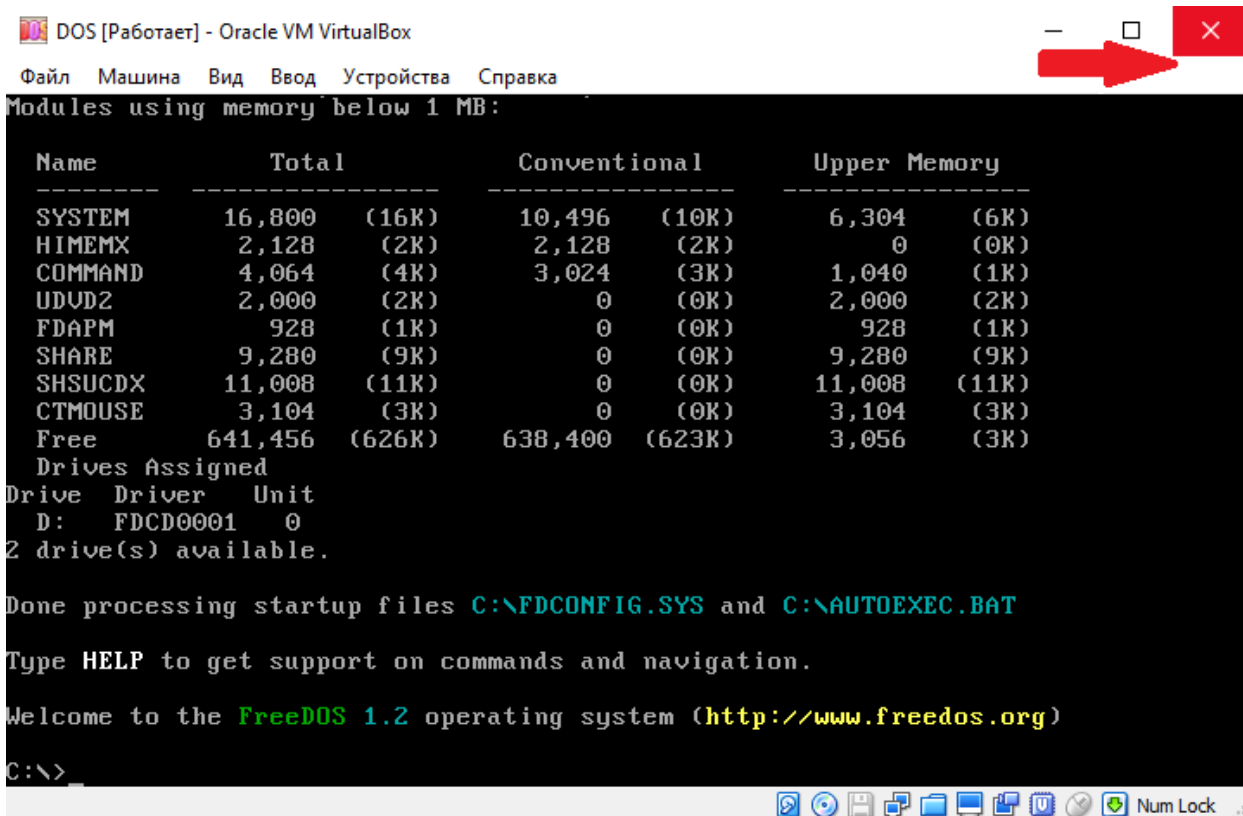 DOS [Работает] - Oracle VM VirtualBox
Файл Машина Вид Ввод Устройства Справка
Modules using memory below 1 MB:
Name Total Conventional Upper Memory
-------- ---------------- ---------------- ----------------
SYSTEM 16,800 (16K) 10,496 (10K) 6,304 (6K)
HIMEMX 2,128 (2K) 2,128 (2K) 0 (0K)
COMMAND 4,064 (4K) 3,024 (3K) 1,040 (1K)
UDVD2 2,000 (2K) 0 (0K) 2,000 (2K)
FDAPM 928 (1K) 0 (0K) 928 (1K)
SHARE 9,280 (9K) 0 (0K) 9,280 (9K)
SHSUCDX 11,008 (11K) 0 (0K) 11,008 (11K)
CTMOUSE 3,104 (3K) 0 (0K) 3,104 (3K)
Free 641,456 (626K) 638,400 (623K) 3,056 (3K)
Drives Assigned
Drive Driver Unit
D: FDCD0001 0
2 drive(s) available.
Done processing startup files C:\FDCONFIG.SYS and C:\AUTOEXEC.BAT
Type HELP to get support on commands and navigation.
Welcome to the FreeDOS 1.2 operating system (http://www.freedos.org)
C:\>_
Num Lock